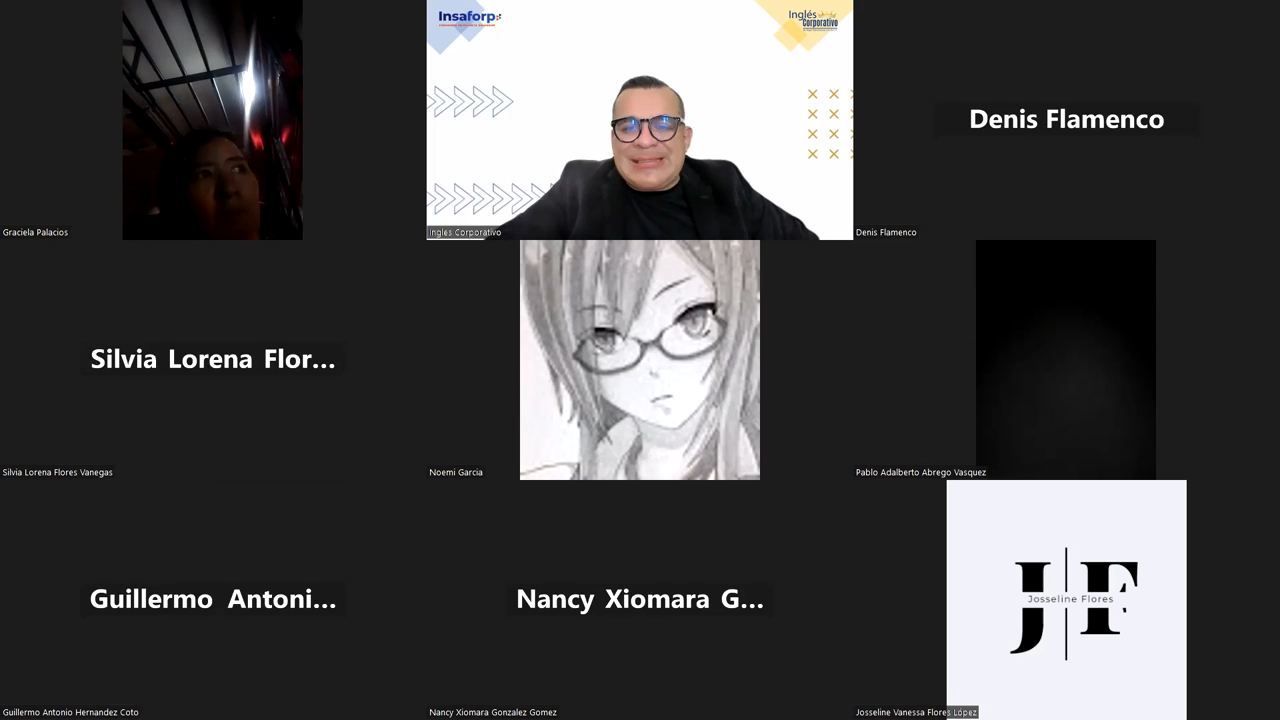 Insaforp
Inglés
Corporativo
Denis Flamenco
Graciela Palacios
Ingles Corporativo
Denis Flamenco
Silvia Lorena Flor...
Silvia Lorena Flores Vanegas
Noemi Garcia
Pablo Adalberto Abrego Vasquez
Guillermo Antoni...
Nancy Xiomara G...
JF
Josseline Flores
Guillermo Antonio Hernandez Coto
Nancy Xiomara Gonzalez Gomez
Josseline Vanessa Flores López